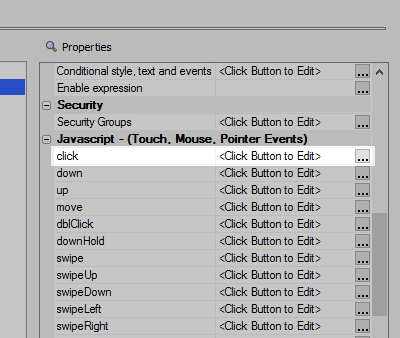 Properties
Conditional style, text and events <Click Button to Edit> ...
Enable expression
Security
Security Groups <Click Button to Edit> ...
Javascript - (Touch, Mouse, Pointer Events)
click <Click Button to Edit> ...
down <Click Button to Edit> ...
up <Click Button to Edit> ...
move <Click Button to Edit> ...
dblClick <Click Button to Edit> ...
downHold <Click Button to Edit> ...
swipe <Click Button to Edit> ...
swipeUp <Click Button to Edit> ...
swipeDown <Click Button to Edit> ...
swipeLeft <Click Button to Edit> ...
swipeRight <Click Button to Edit> ...